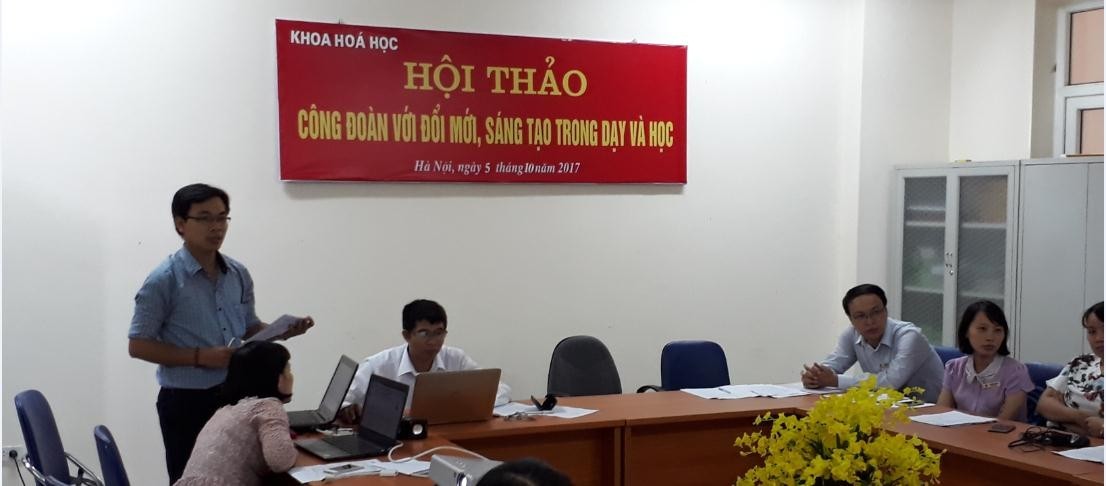 KHOA HOÁ HỌC
HỘI THẢO
CÔNG ĐOÀN VỚI ĐỔI MỚI, SÁNG TẠO TRONG DẠY VÀ HỌC
Hà Nội, ngày 5 tháng10năm 2017